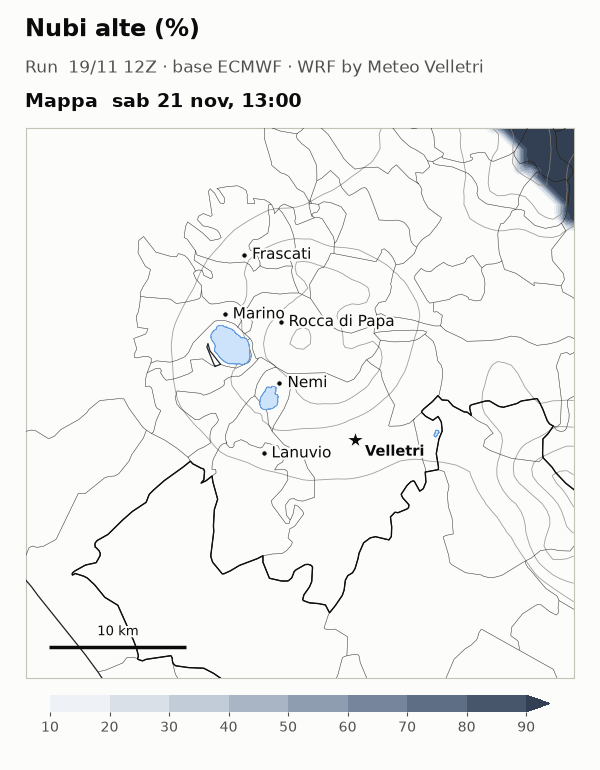 Nubi alte (%)
Run 19/11 12Z · base ECMWF · WRF by Meteo Velletri
Mappa sab 21 nov, 13:00
Frascati
Marino
Rocca di Papa
Nemi
Velletri
Lanuvio
10 km
10 20 30 40 50 60 70 80 90